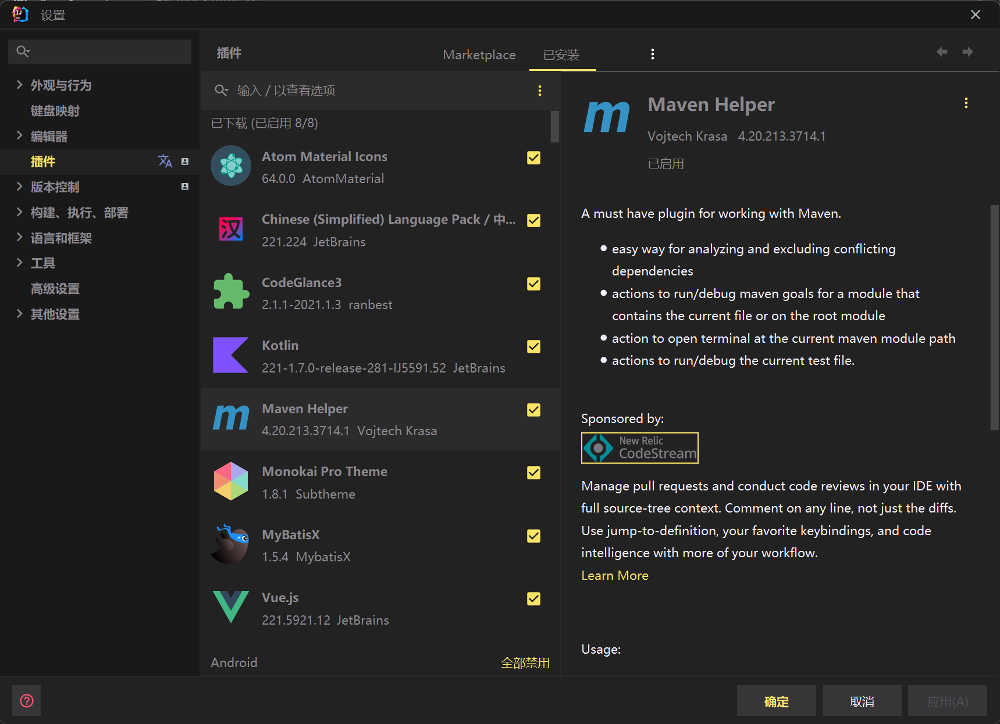 设置
外观与行为
键盘映射
编辑器
插件
版本控制
构建、执行、部署
语言和框架
工具
高级设置
其他设置
插件
Marketplace
已安装
输入 / 以查看选项
已下载 (已启用 8/8)
Atom Material Icons
64.0.0 AtomMaterial
汉
Chinese (Simplified) Language Pack / 中...
221.224 JetBrains
CodeGlance3
2.1.1-2021.1.3 ranbest
Kotlin
221-1.7.0-release-281-IJ5591.52 JetBrains
m
Maven Helper
4.20.213.3714.1 Vojtech Krasa
Monokai Pro Theme
1.8.1 Subtheme
MyBatisX
1.5.4 MybatisX
Vue.js
221.5921.12 JetBrains
Android
全部禁用
m
Maven Helper
Vojtech Krasa 4.20.213.3714.1
已启用
A must have plugin for working with Maven.
easy way for analyzing and excluding conflicting
dependencies
actions to run/debug maven goals for a module that
contains the current file or on the root module
action to open terminal at the current maven module path
actions to run/debug the current test file.
Sponsored by:
New Relic
CodeStream
Manage pull requests and conduct code reviews in your IDE with
full source-tree context. Comment on any line, not just the diffs.
Use jump-to-definition, your favorite keybindings, and code
intelligence with more of your workflow.
Learn More
Usage:
确定
取消
应用(A)